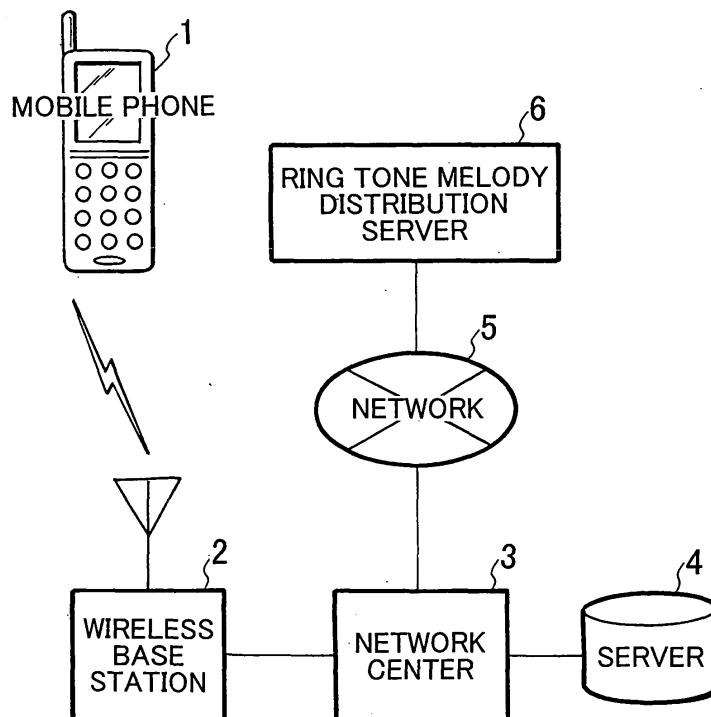 1
MOBILE PHONE
6
RING TONE MELODY
DISTRIBUTION
SERVER
5
NETWORK
2
WIRELESS
BASE
STATION
3
NETWORK
CENTER
4
SERVER